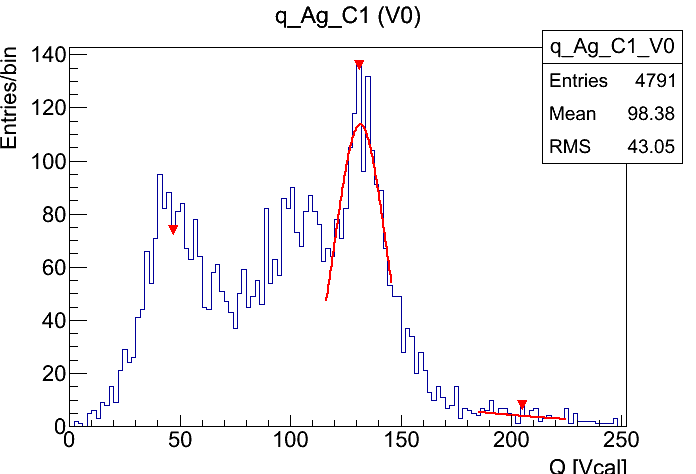 q_Ag_C1 (V0)
q_Ag_C1_V0
Entries 4791
Mean 98.38
RMS 43.05
Entries/bin
140
120
100
80
60
40
20
0
0 50 100 150 200 250
Q [Vcal]